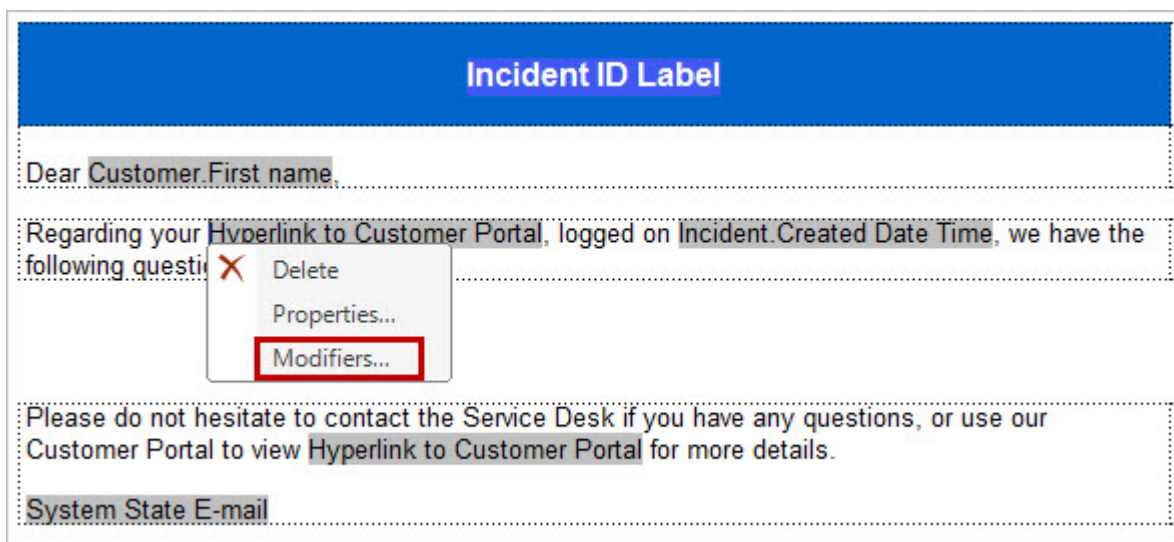 Incident ID Label
Dear Customer.First name,
Regarding your Hyperlink to Customer Portal, logged on Incident.Created Date Time, we have the
following questi
Delete
Properties...
Modifiers...
Please do not hesitate to contact the Service Desk if you have any questions, or use our
Customer Portal to view Hyperlink to Customer Portal for more details.
System State E-mail